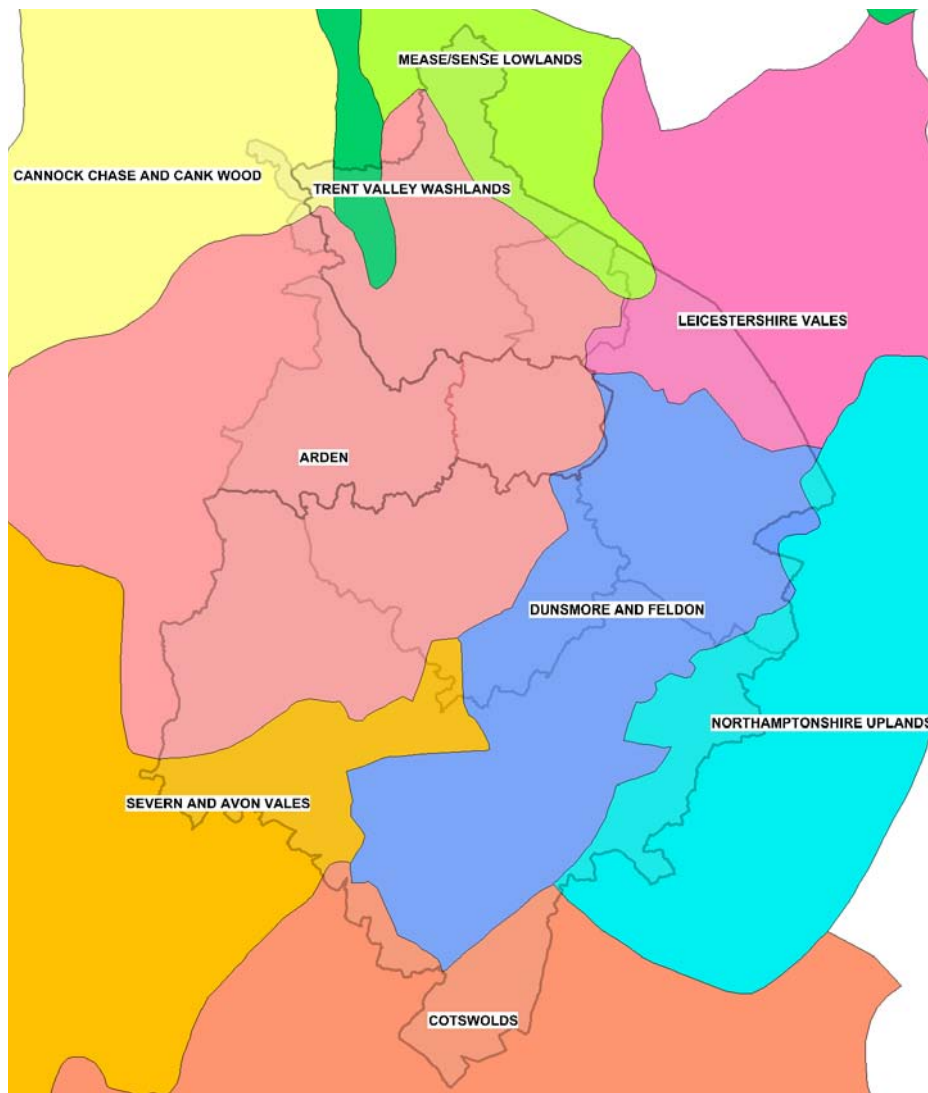 MEASE/SENSE LOWLANDS
CANNOCK CHASE AND CANK WOOD
TRENT VALLEY WASHLANDS
LEICESTERSHIRE VALES
ARDEN
DUNSMORE AND FELDON
NORTHAMPTONSHIRE UPLANDS
SEVERN AND AVON VALES
COTSWOLDS